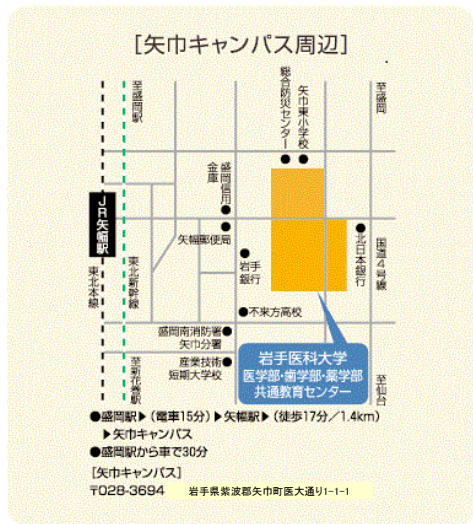 ［矢巾キャンパス周辺］
至盛岡駅
総合防災センター
矢巾東小学校
至盛岡
盛岡信用
金庫
JR矢幅駅
矢幅郵便局
北日本銀行
国道4号線
東北本線
東北新幹線
岩手
銀行
不来方高校
盛岡南消防署
矢巾分署
産業技術
短期大学校
至新花巻駅
岩手医科大学
医学部・歯学部・薬学部
共通教育センター
至仙台
●盛岡駅▶（電車15分）▶矢幅駅▶（徒歩17分／1.4km）
▶矢巾キャンパス
●盛岡駅から車で30分
［矢巾キャンパス］
〒028-3694 岩手県紫波郡矢巾町医大通り1-1-1